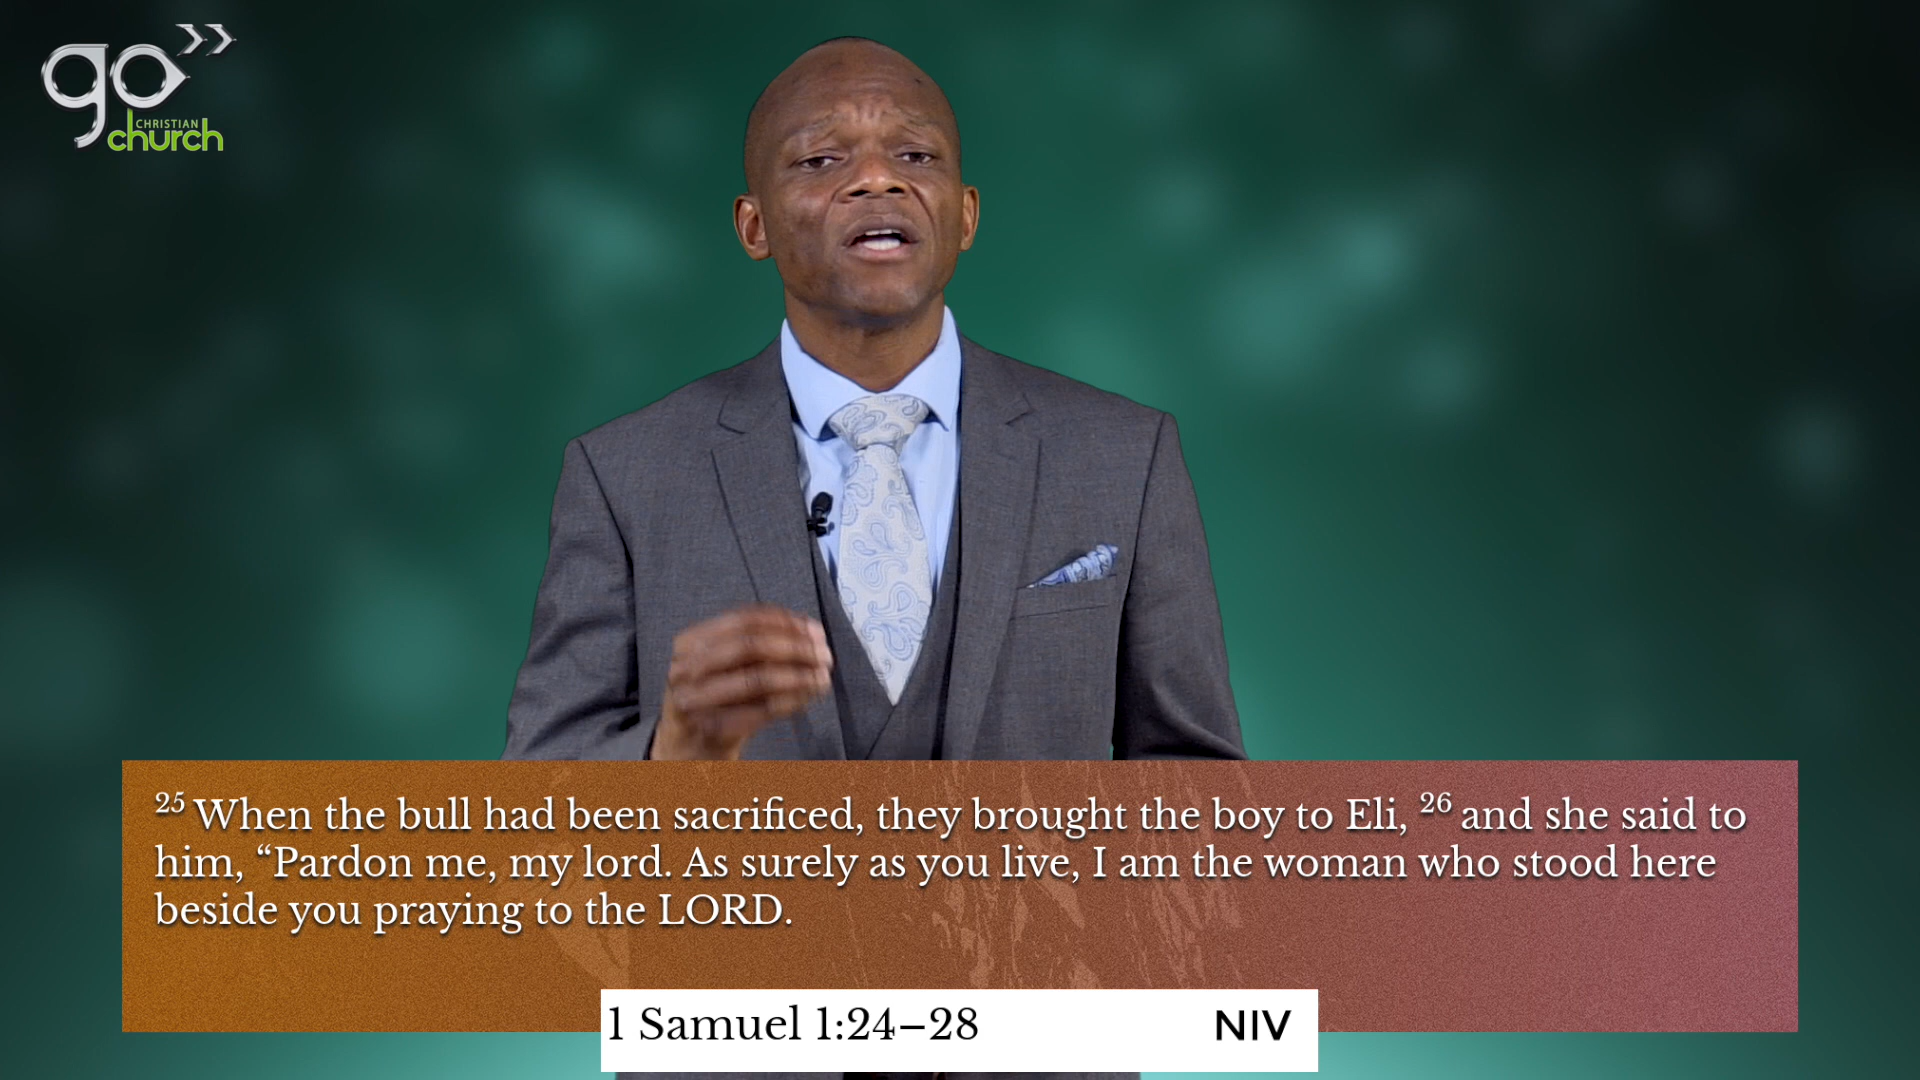 go
CHRISTIAN
church
25 When the bull had been sacrificed, they brought the boy to Eli, 26 and she said to
him, “Pardon me, my lord. As surely as you live, I am the woman who stood here
beside you praying to the LORD.
1 Samuel 1:24–28 NIV